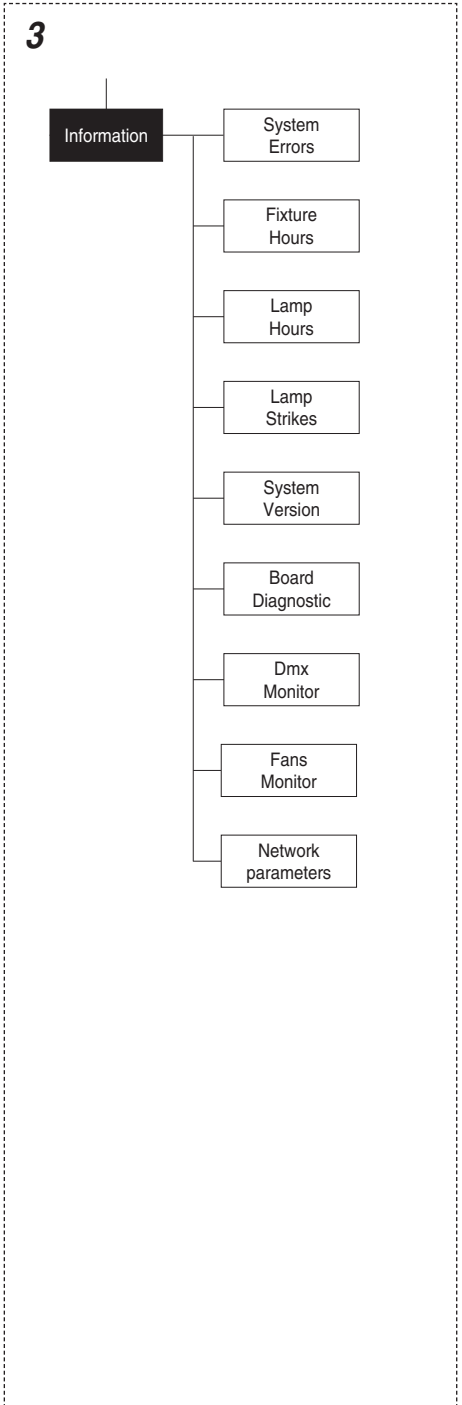 3
Information
System
Errors
Fixture
Hours
Lamp
Hours
Lamp
Strikes
System
Version
Board
Diagnostic
Dmx
Monitor
Fans
Monitor
Network
parameters